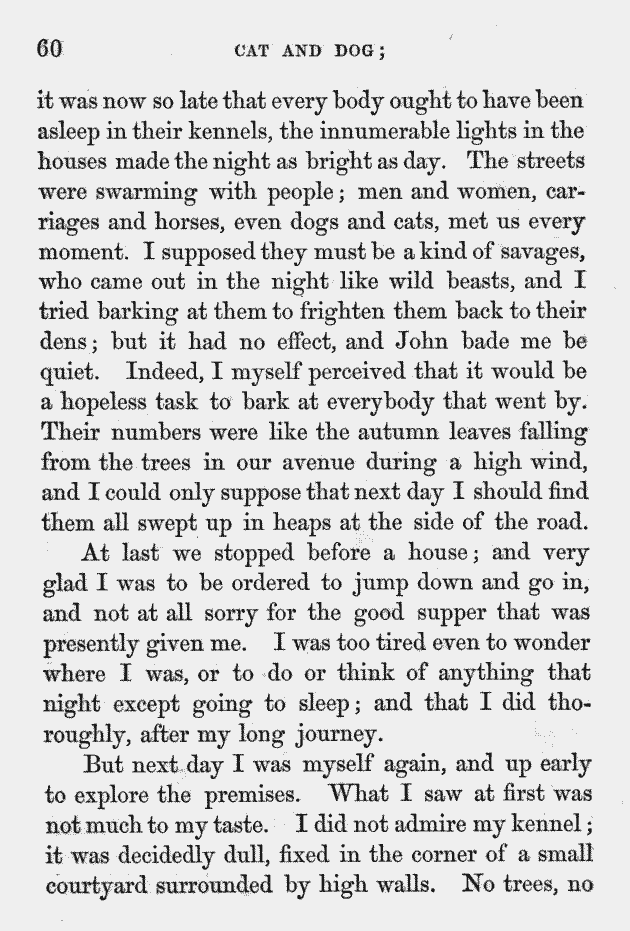 60 CAT AND DOG;
it was now so late that every body ought to have been
asleep in their kennels, the innumerable lights in the
houses made the night as bright as day. The streets
were swarming with people; men and women, car-
riages and horses, even dogs and cats, met us every
moment. I supposed they must be a kind of savages,
who came out in the night like wild beasts, and I
tried barking at them to frighten them back to their
dens; but it had no effect, and John bade me be
quiet. Indeed, I myself perceived that it would be
a hopeless task to bark at everybody that went by.
Their numbers were like the autumn leaves falling
from the trees in our avenue during a high wind,
and I could only suppose that next day I should find
them all swept up in heaps at the side of the road.
At last we stopped before a house; and very
glad I was to be ordered to jump down and go in,
and not at all sorry for the good supper that was
presently given me. I was too tired even to wonder
where I was, or to do or think of anything that
night except going to sleep; and that I did tho-
roughly, after my long journey.
But next day I was myself again, and up early
to explore the premises. What I saw at first was
not much to my taste. I did not admire my kennel;
it was decidedly dull, fixed in the corner of a small
courtyard surrounded by high walls. No trees, no